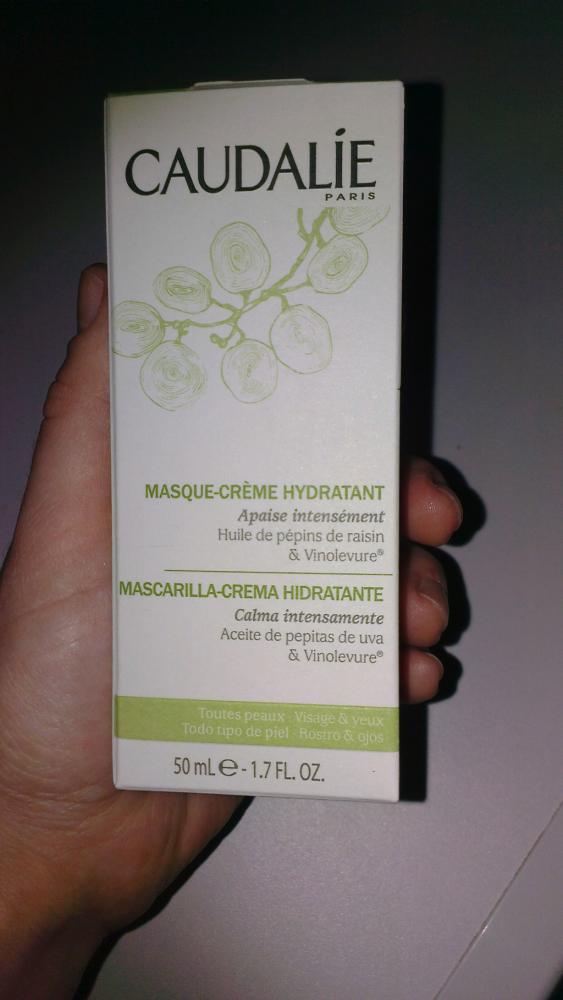 CAUDALÍE
PARIS
MASQUE-CRÈME HYDRATANT
Apaise intensément
Huile de pépins de raisin
& Vinolevure®
MASCARILLA-CREMA HIDRATANTE
Calma intensamente
Aceite de pepitas de uva
& Vinolevure®
Toutes peaux · Visage & yeux
Todo tipo de piel · Rostro & ojos
50 mL ℮ - 1.7 FL. OZ.